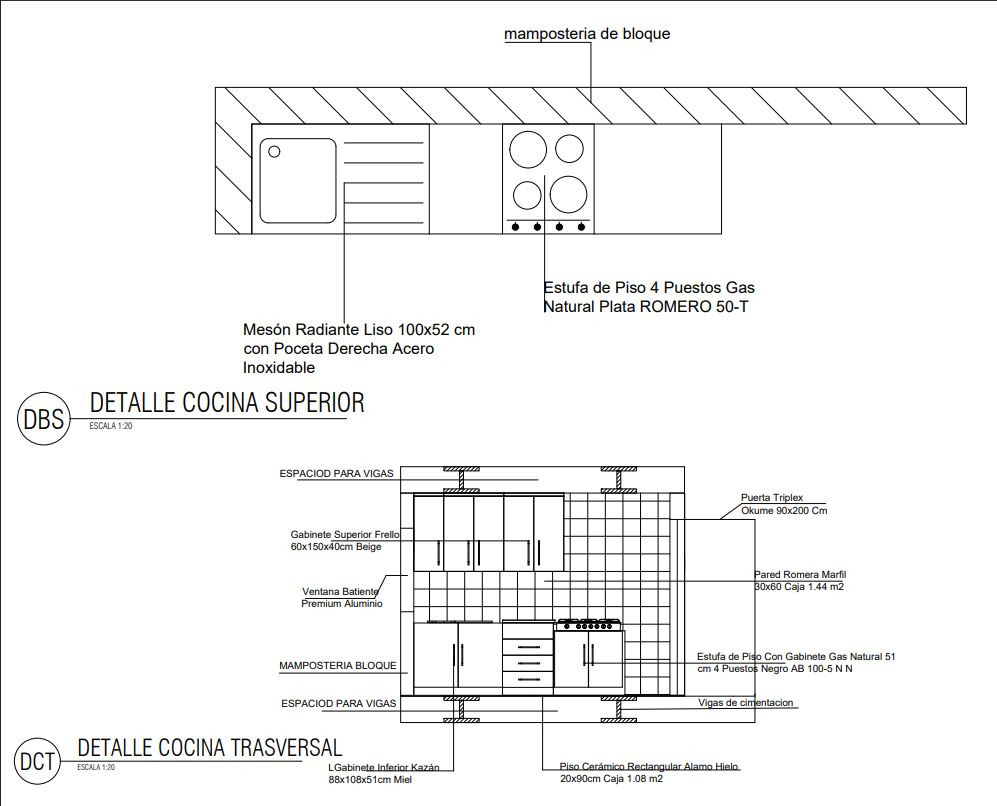 mamposteria de bloque
Estufa de Piso 4 Puestos Gas
Natural Plata ROMERO 50-T
Mesón Radiante Liso 100x52 cm
con Poceta Derecha Acero
Inoxidable
DBS
DETALLE COCINA SUPERIOR
ESCALA 1:20
ESPACIOD PARA VIGAS
Puerta Triplex
Okume 90x200 Cm
Gabinete Superior Frello
60x150x40cm Beige
Pared Romera Marfil
30x60 Caja 1.44 m2
Ventana Batiente
Premium Aluminio
Estufa de Piso Con Gabinete Gas Natural 51
cm 4 Puestos Negro AB 100-5 N N
MAMPOSTERIA BLOQUE
ESPACIOD PARA VIGAS
Vigas de cimentacion
DCT
DETALLE COCINA TRASVERSAL
ESCALA 1:20
LGabinete Inferior Kazán
88x108x51cm Miel
Piso Cerámico Rectangular Alamo Hielo
20x90cm Caja 1.08 m2